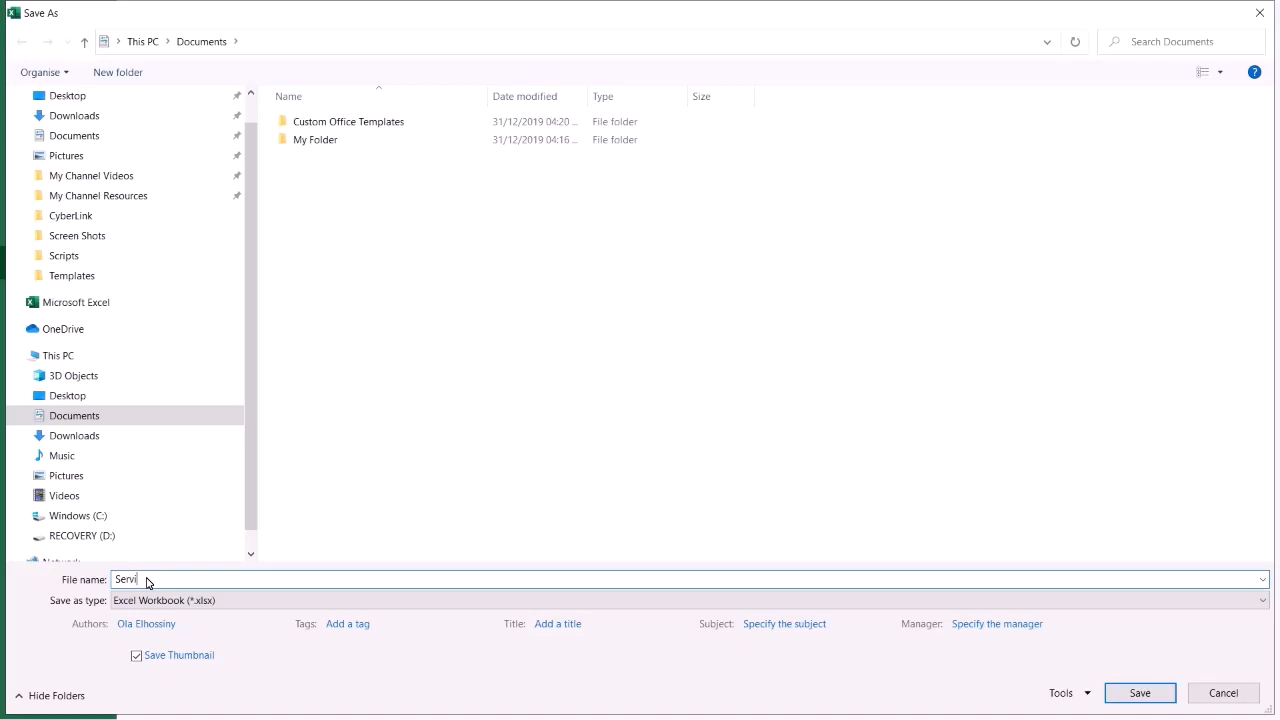 Save As
This PC > Documents >
Search Documents
Organise
New folder
Name
Date modified
Type
Size
Custom Office Templates 31/12/2019 04:20 ... File folder
My Folder 31/12/2019 04:16 ... File folder
Desktop
Downloads
Documents
Pictures
My Channel Videos
My Channel Resources
CyberLink
Screen Shots
Scripts
Templates
Microsoft Excel
OneDrive
This PC
3D Objects
Desktop
Documents
Downloads
Music
Pictures
Videos
Windows (C:)
RECOVERY (D:)
File name: Servi
Save as type: Excel Workbook (*.xlsx)
Authors: Ola Elhossiny
Tags: Add a tag
Title: Add a title
Subject: Specify the subject
Manager: Specify the manager
Save Thumbnail
Hide Folders
Tools
Save
Cancel